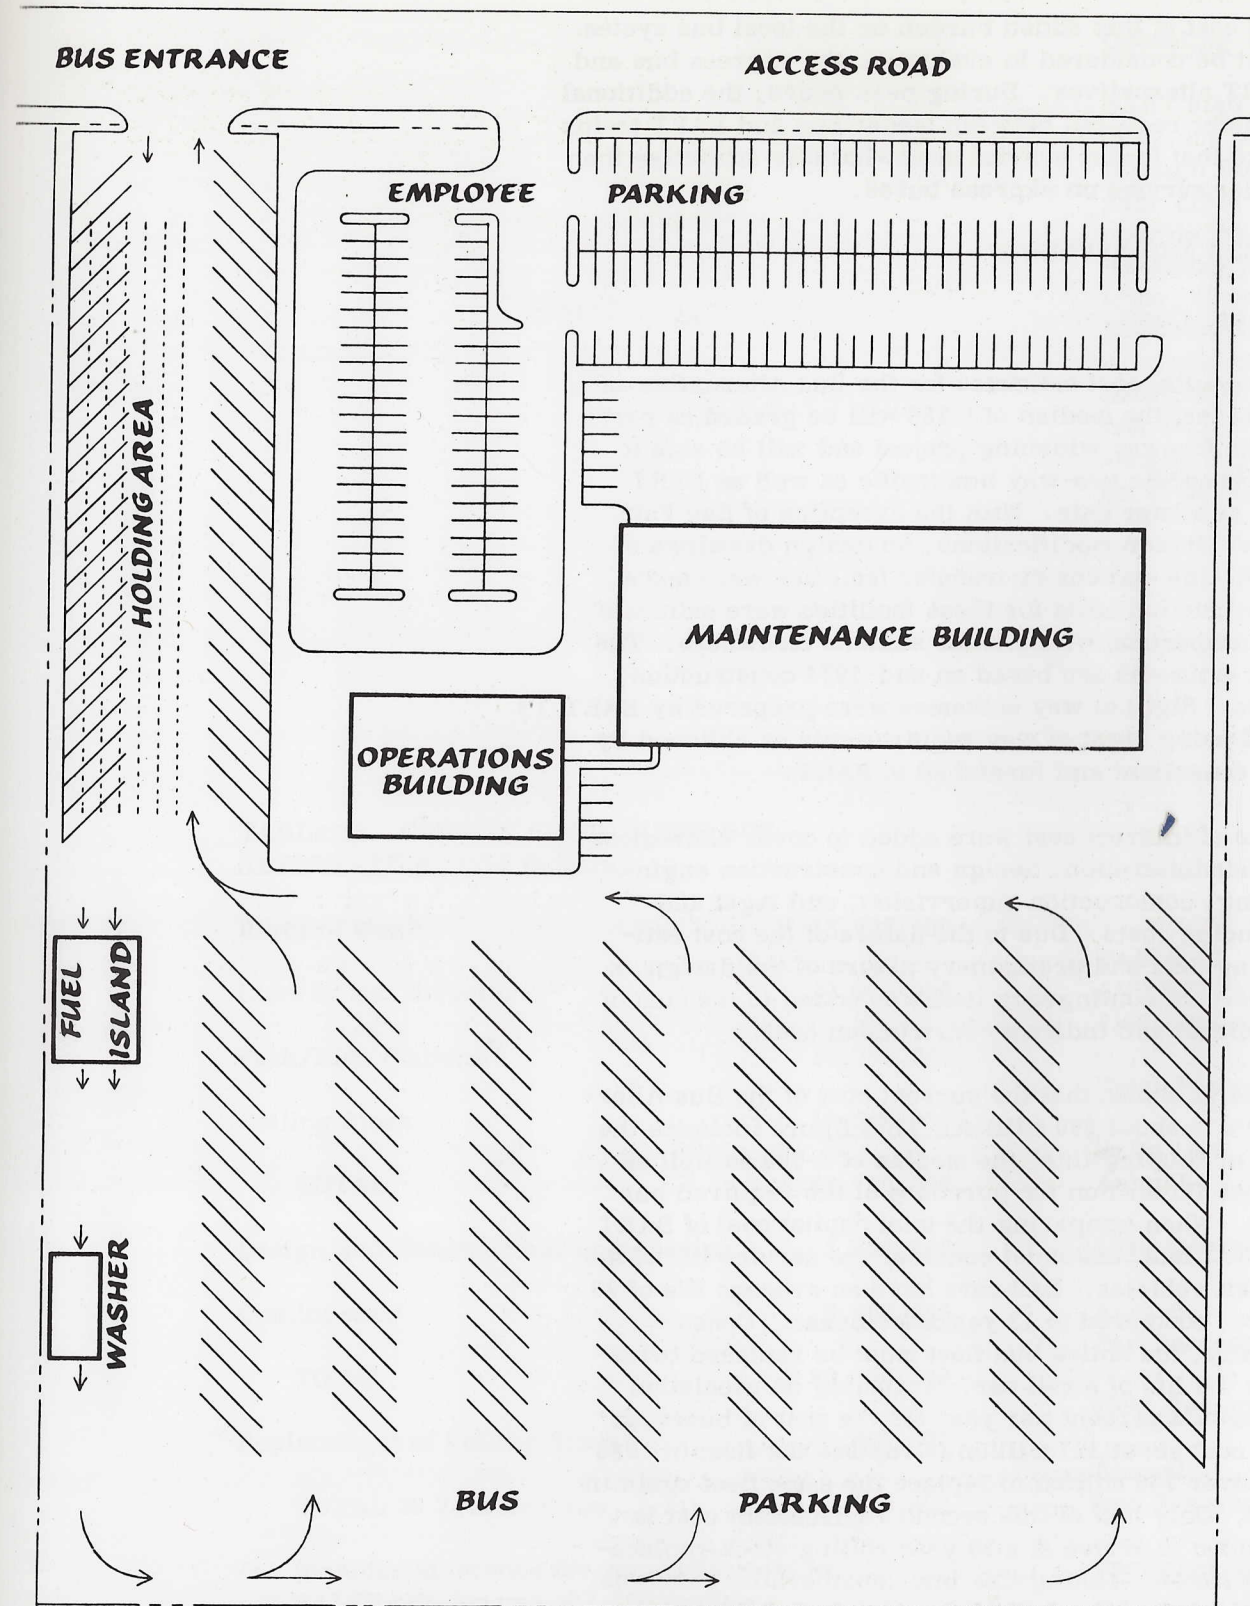 BUS ENTRANCE
ACCESS ROAD
EMPLOYEE PARKING
HOLDING AREA
MAINTENANCE BUILDING
OPERATIONS
BUILDING
FUEL
ISLAND
WASHER
BUS PARKING